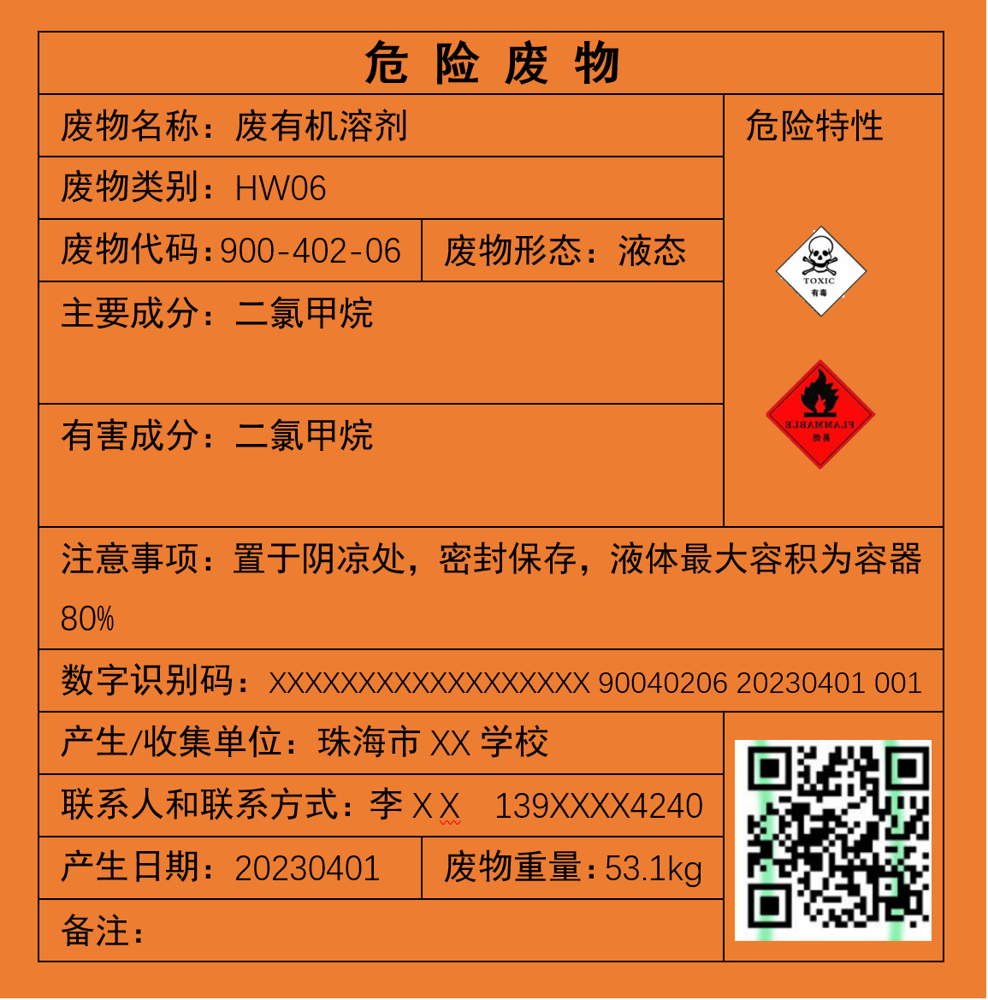 危 险 废 物
废物名称：废有机溶剂
危险特性
废物类别：HW06
废物代码：900-402-06
废物形态：液态
TOXIC
有毒
主要成分：二氯甲烷
FLAMMABLE
易燃
有害成分：二氯甲烷
注意事项：置于阴凉处，密封保存，液体最大容积为容器
80%
数字识别码：XXXXXXXXXXXXXXXXXX 90040206 20230401 001
产生/收集单位：珠海市 XX 学校
联系人和联系方式：李 X X 139XXXX4240
产生日期：20230401
废物重量：53.1kg
备注：